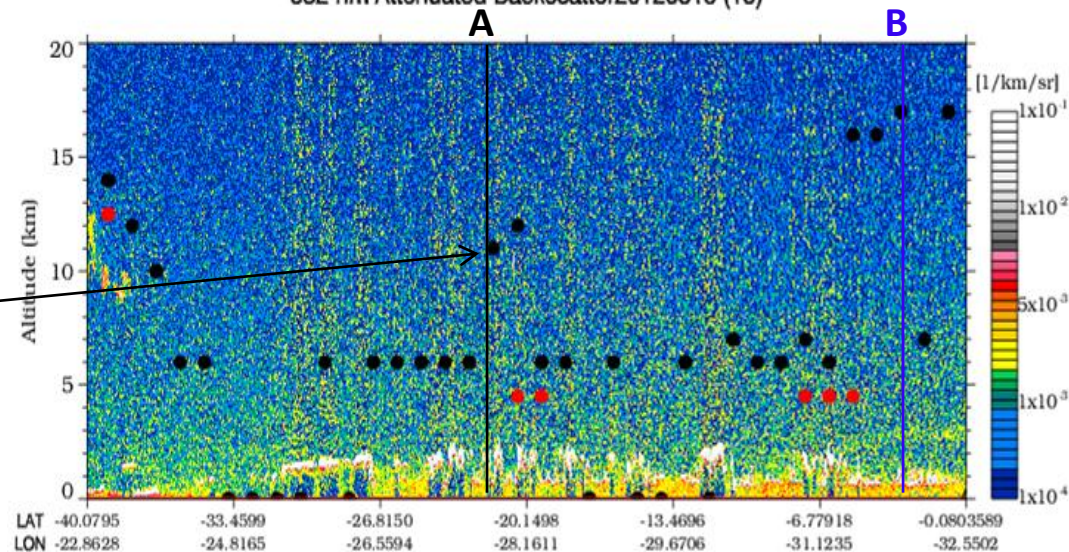 A B
20
15
10
5
0
Altitude (km)
[1/km/sr]
1x10⁻¹
1x10⁻²
5x10⁻³
1x10⁻³
1x10⁻⁴
LAT -40.0795 -33.4599 -26.8150 -20.1498 -13.4696 -6.77918 -0.0803589
LON -22.8628 -24.8165 -26.5594 -28.1611 -29.6706 -31.1235 -32.5502